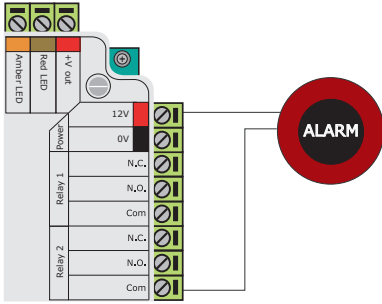 Amber LED
Red LED
+V out
Power
12V
0V
Relay 1
N.C.
N.O.
Com
Relay 2
N.C.
N.O.
Com
ALARM